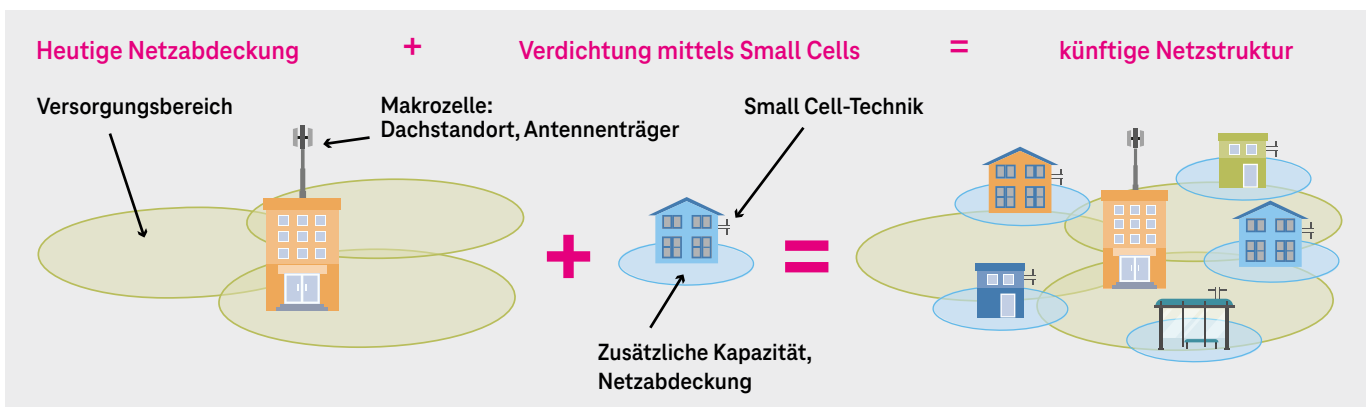 Heutige Netzabdeckung + Verdichtung mittels Small Cells = künftige Netzstruktur
Versorgungsbereich
Makrozelle:
Dachstandort, Antennenträger
Small Cell-Technik
+ =
Zusätzliche Kapazität,
Netzabdeckung